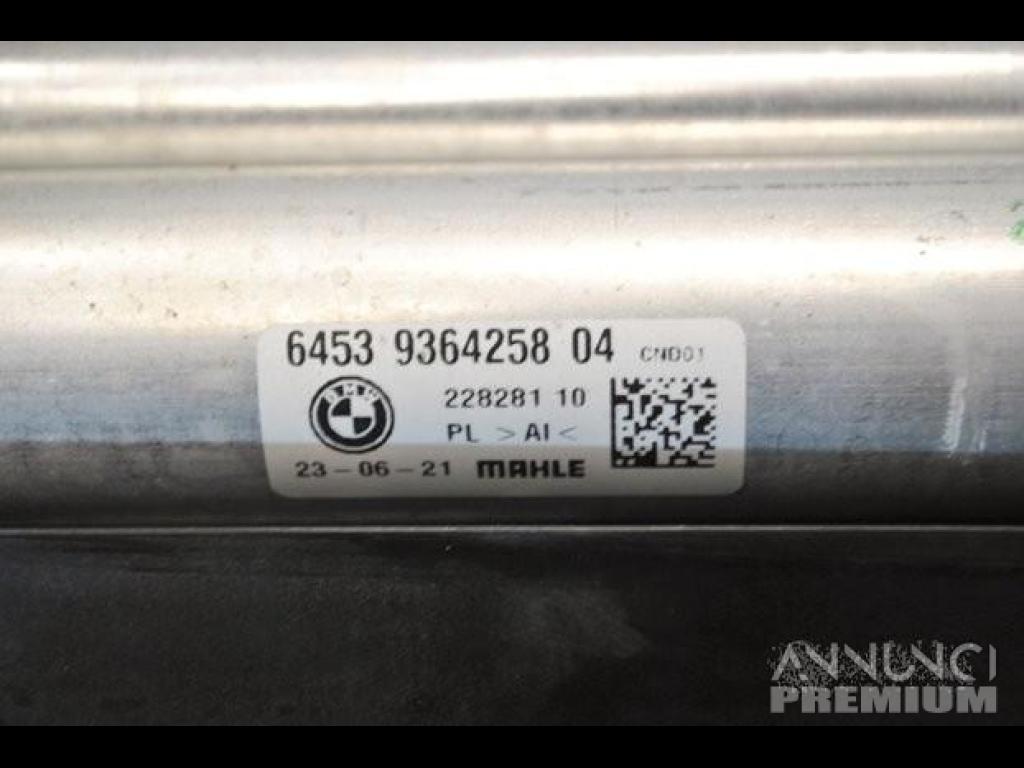 6453 9364258 04 CND01
BMW
228281 10
PL >Al<
23-06-21 MAHLE
ANNUNCI
PREMIUM